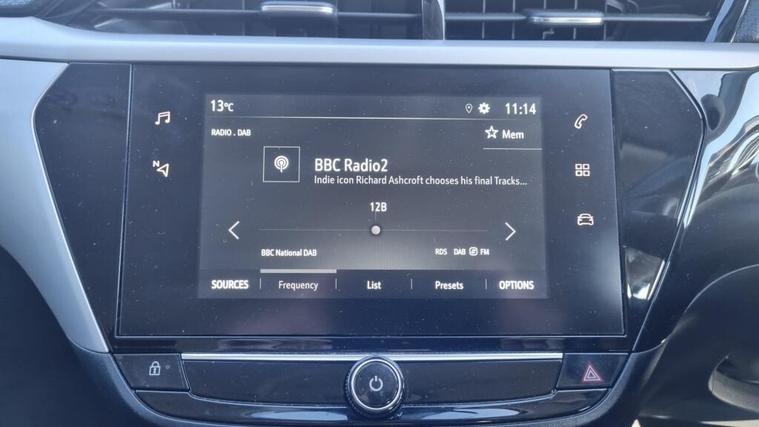 13°C 11:14
RADIO . DAB
Mem
BBC Radio2
Indie icon Richard Ashcroft chooses his final Tracks...
12B
BBC National DAB RDS DAB FM
SOURCES Frequency List Presets OPTIONS
N